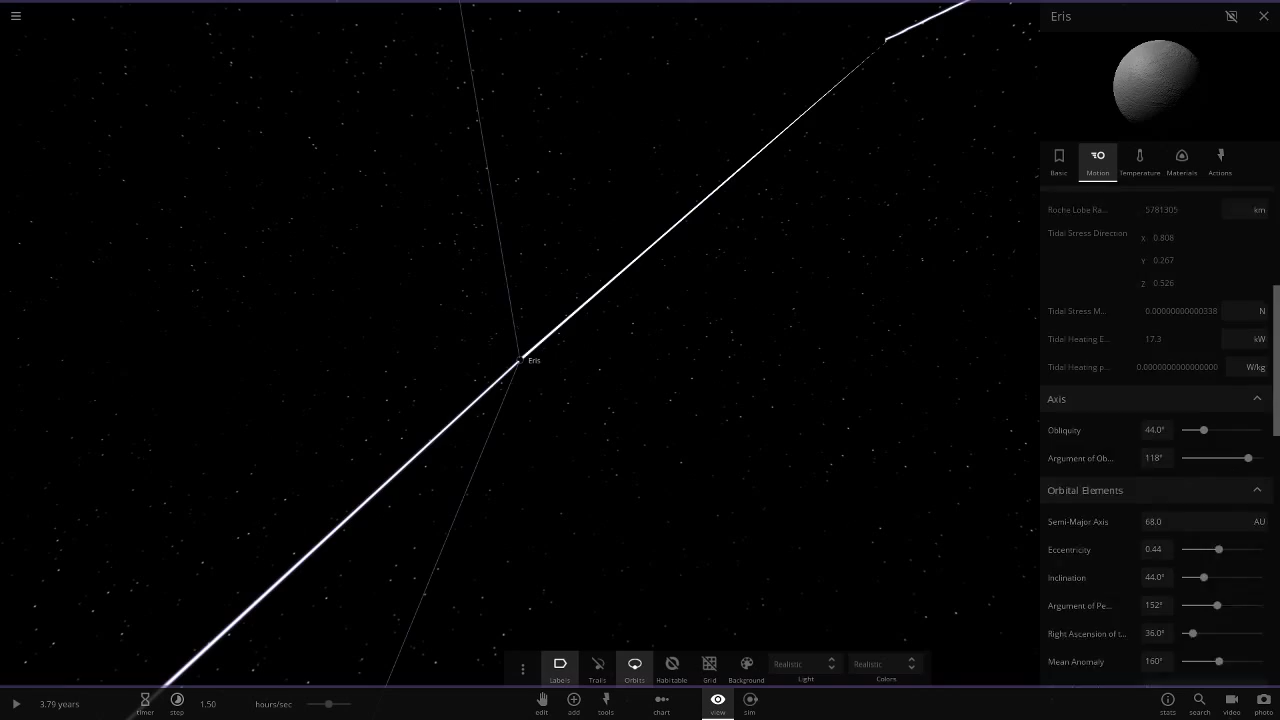 Eris
Basic
Motion
Temperature
Materials
Actions
Roche Lobe Ra... 5781305 km
Tidal Stress Direction
X 0.808
Y 0.267
Z 0.526
Tidal Stress M... 0.00000000000338 N
Tidal Heating E... 17.3 kW
Tidal Heating p... 0.0000000000000 W/kg
Axis
Obliquity 44.0°
Argument of Ob... 118°
Orbital Elements
Semi-Major Axis 68.0 AU
Eccentricity 0.44
Inclination 44.0°
Argument of Pe... 152°
Right Ascension of t... 36.0°
Mean Anomaly 160°
Eris
Labels
Trails
Orbits
Habitable
Grid
Background
Realistic
Light
Realistic
Colors
3.79 years
timer
step
1.50
hours/sec
edit
add
tools
chart
view
sim
stats
search
video
photo